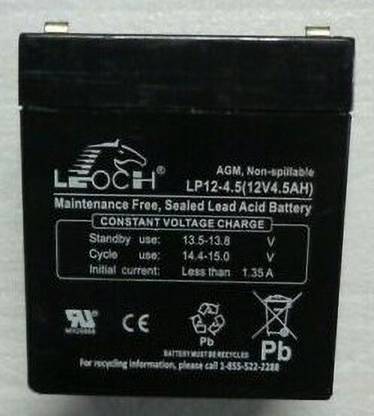 LEOCH®
AGM, Non-spillable
LP12-4.5(12V4.5AH)
Maintenance Free, Sealed Lead Acid Battery
CONSTANT VOLTAGE CHARGE
Standby use: 13.5-13.8 V
Cycle use: 14.4-15.0 V
Initial current: Less than 1.35 A
CE
MH26866
Pb
BATTERY MUST BE RECYCLED
Pb
For recycling information, please call 1-855-522-2288